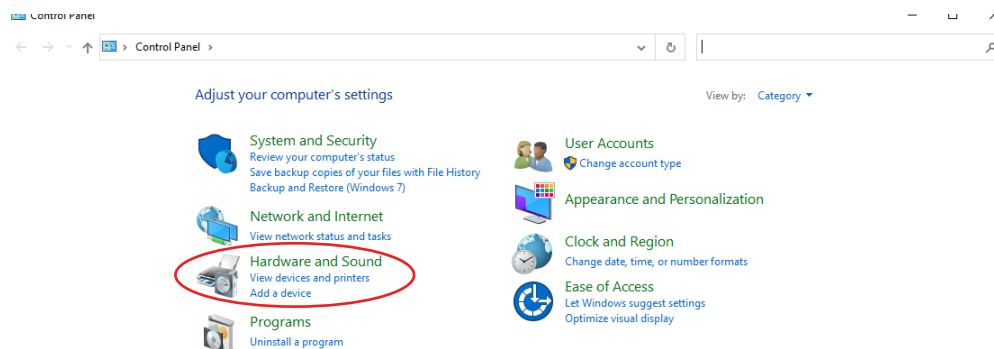 Control Panel
Control Panel
Adjust your computer's settings
View by: Category
System and Security
Review your computer's status
Save backup copies of your files with File History
Backup and Restore (Windows 7)
Network and Internet
View network status and tasks
Hardware and Sound
View devices and printers
Add a device
Programs
Uninstall a program
User Accounts
Change account type
Appearance and Personalization
Clock and Region
Change date, time, or number formats
Ease of Access
Let Windows suggest settings
Optimize visual display